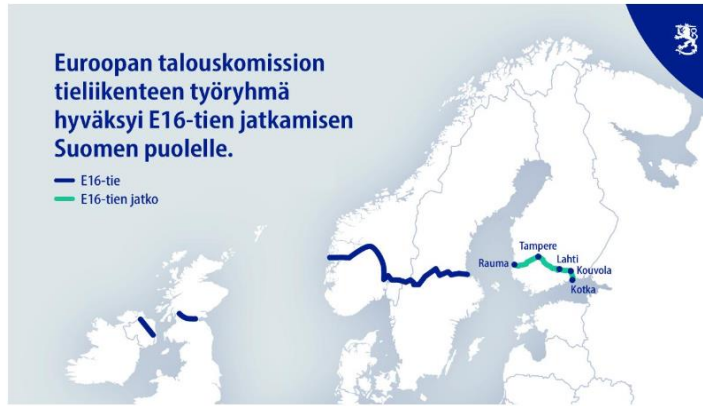 Euroopan talouskomission
tieliikenteen työryhmä
hyväksyi E16-tien jatkamisen
Suomen puolelle.
E16-tie
E16-tien jatko
Tampere
Rauma
Lahti
Kouvola
Kotka